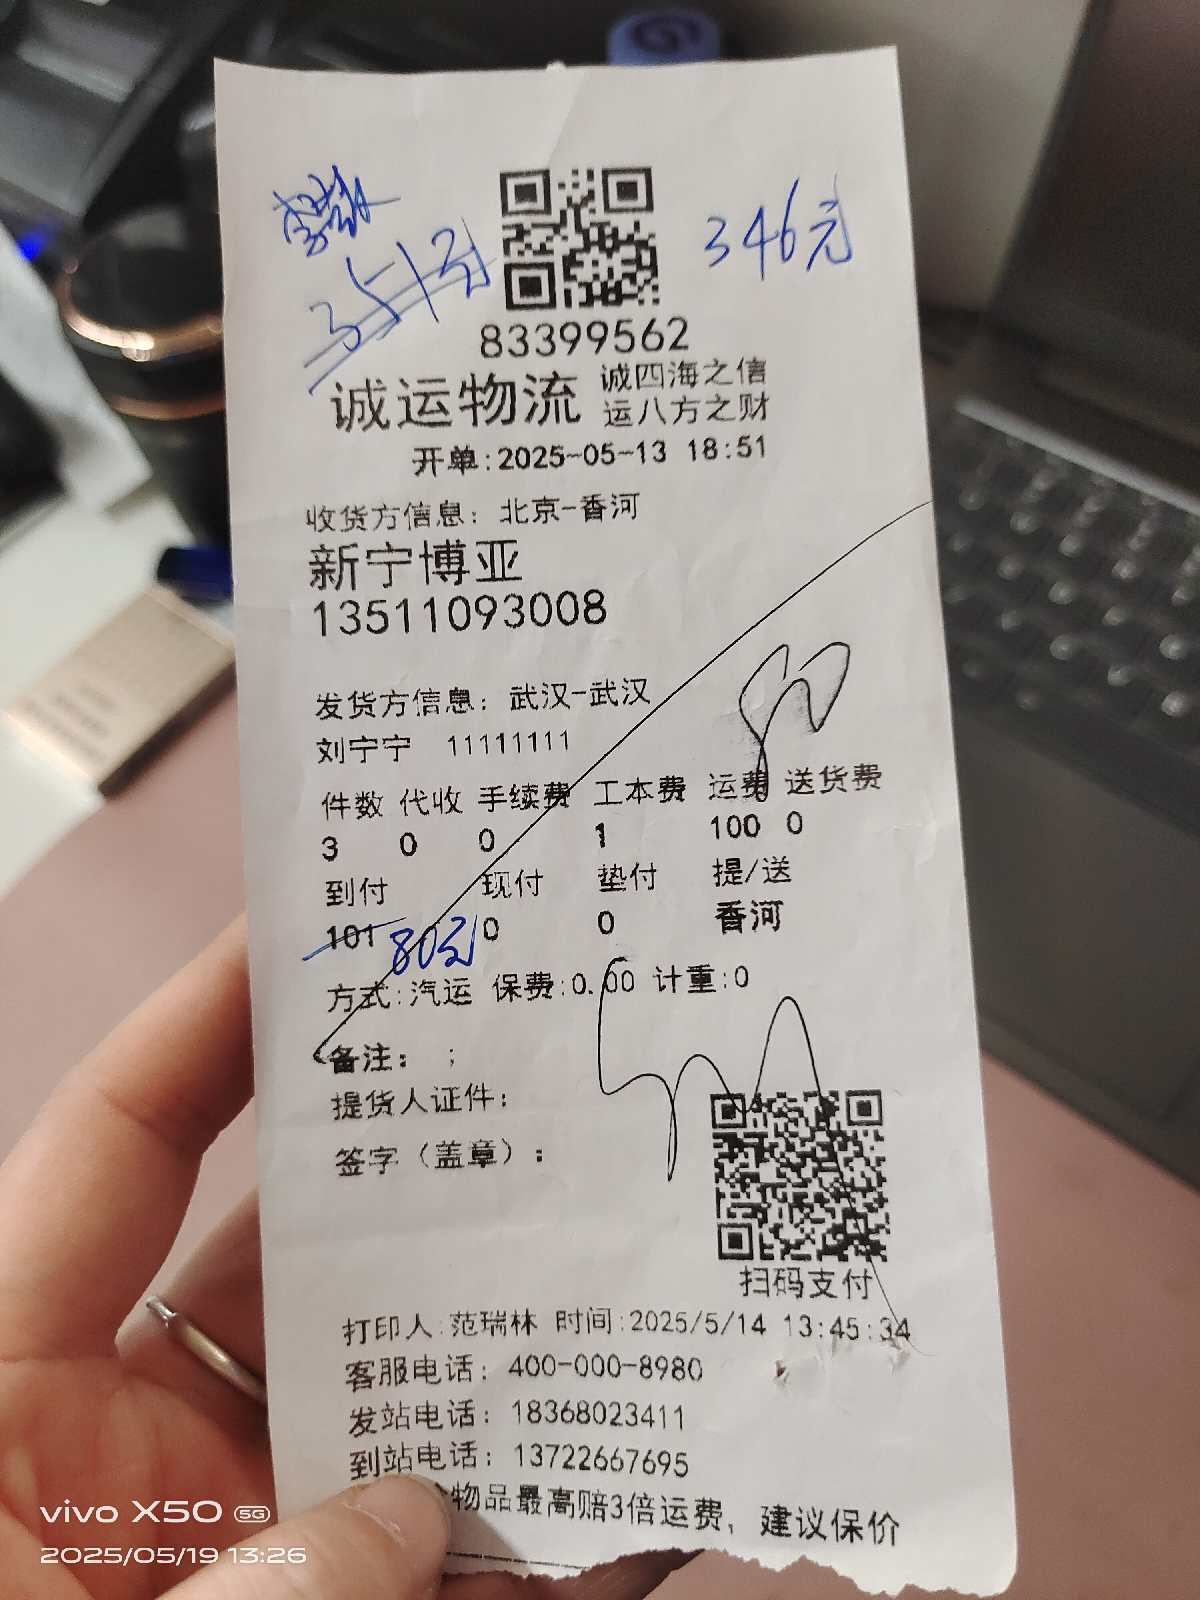 351元
346元
83399562
诚运物流 诚四海之信
运八方之财
开单:2025-05-13 18:51
收货方信息: 北京-香河
新宁博亚
13511093008
发货方信息: 武汉-武汉
刘宁宁 11111111
80
件数 代收 手续费 工本费 运费 送货费
3 0 0 1 100 0
到付 现付 垫付 提/送
101 80元 0 0 香河
方式:汽运 保费:0.00 计重:0
备注: ;
提货人证件:
签字（盖章）:
扫码支付
打印人:范瑞林 时间:2025/5/14 13:45:34
客服电话: 400-000-8980
发站电话: 18368023411
到站电话: 13722667695
物品最高赔3倍运费, 建议保价
vivo X50 5G
2025/05/19 13:26